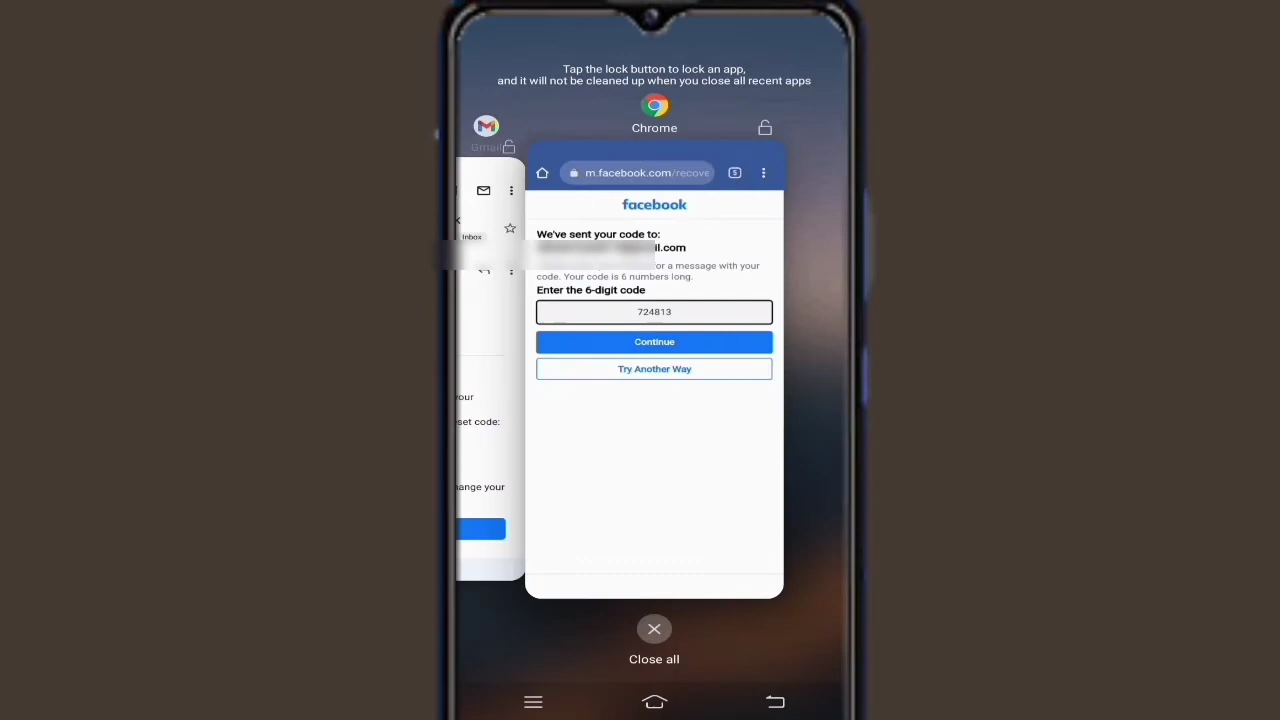 Tap the lock button to lock an app,
and it will not be cleaned up when you close all recent apps
Chrome
Gmail
m.facebook.com/recove
5
facebook
Inbox
We've sent your code to:
il.com
or a message with your
code. Your code is 6 numbers long.
Enter the 6-digit code
724813
Continue
Try Another Way
your
set code:
ange your
Close all